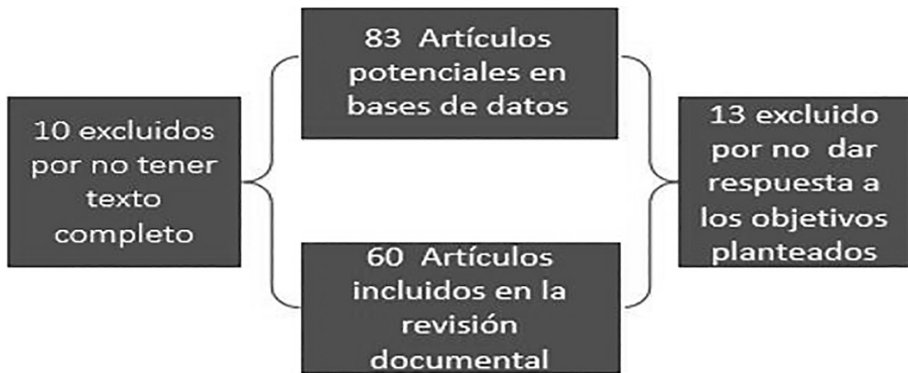 83 Artículos
potenciales en
bases de datos
10 excluidos
por no tener
texto
completo
13 excluido
por no dar
respuesta a
los objetivos
planteados
60 Artículos
incluidos en la
revisión
documental